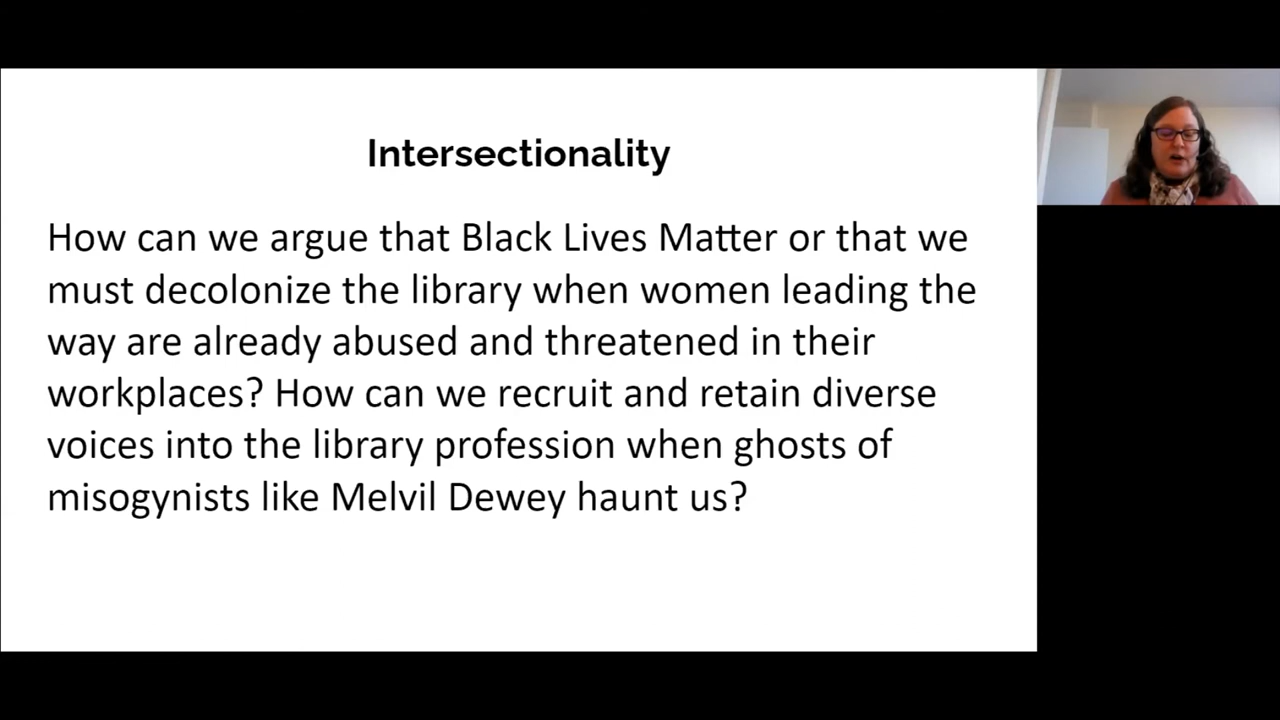 Intersectionality
How can we argue that Black Lives Matter or that we
must decolonize the library when women leading the
way are already abused and threatened in their
workplaces? How can we recruit and retain diverse
voices into the library profession when ghosts of
misogynists like Melvil Dewey haunt us?